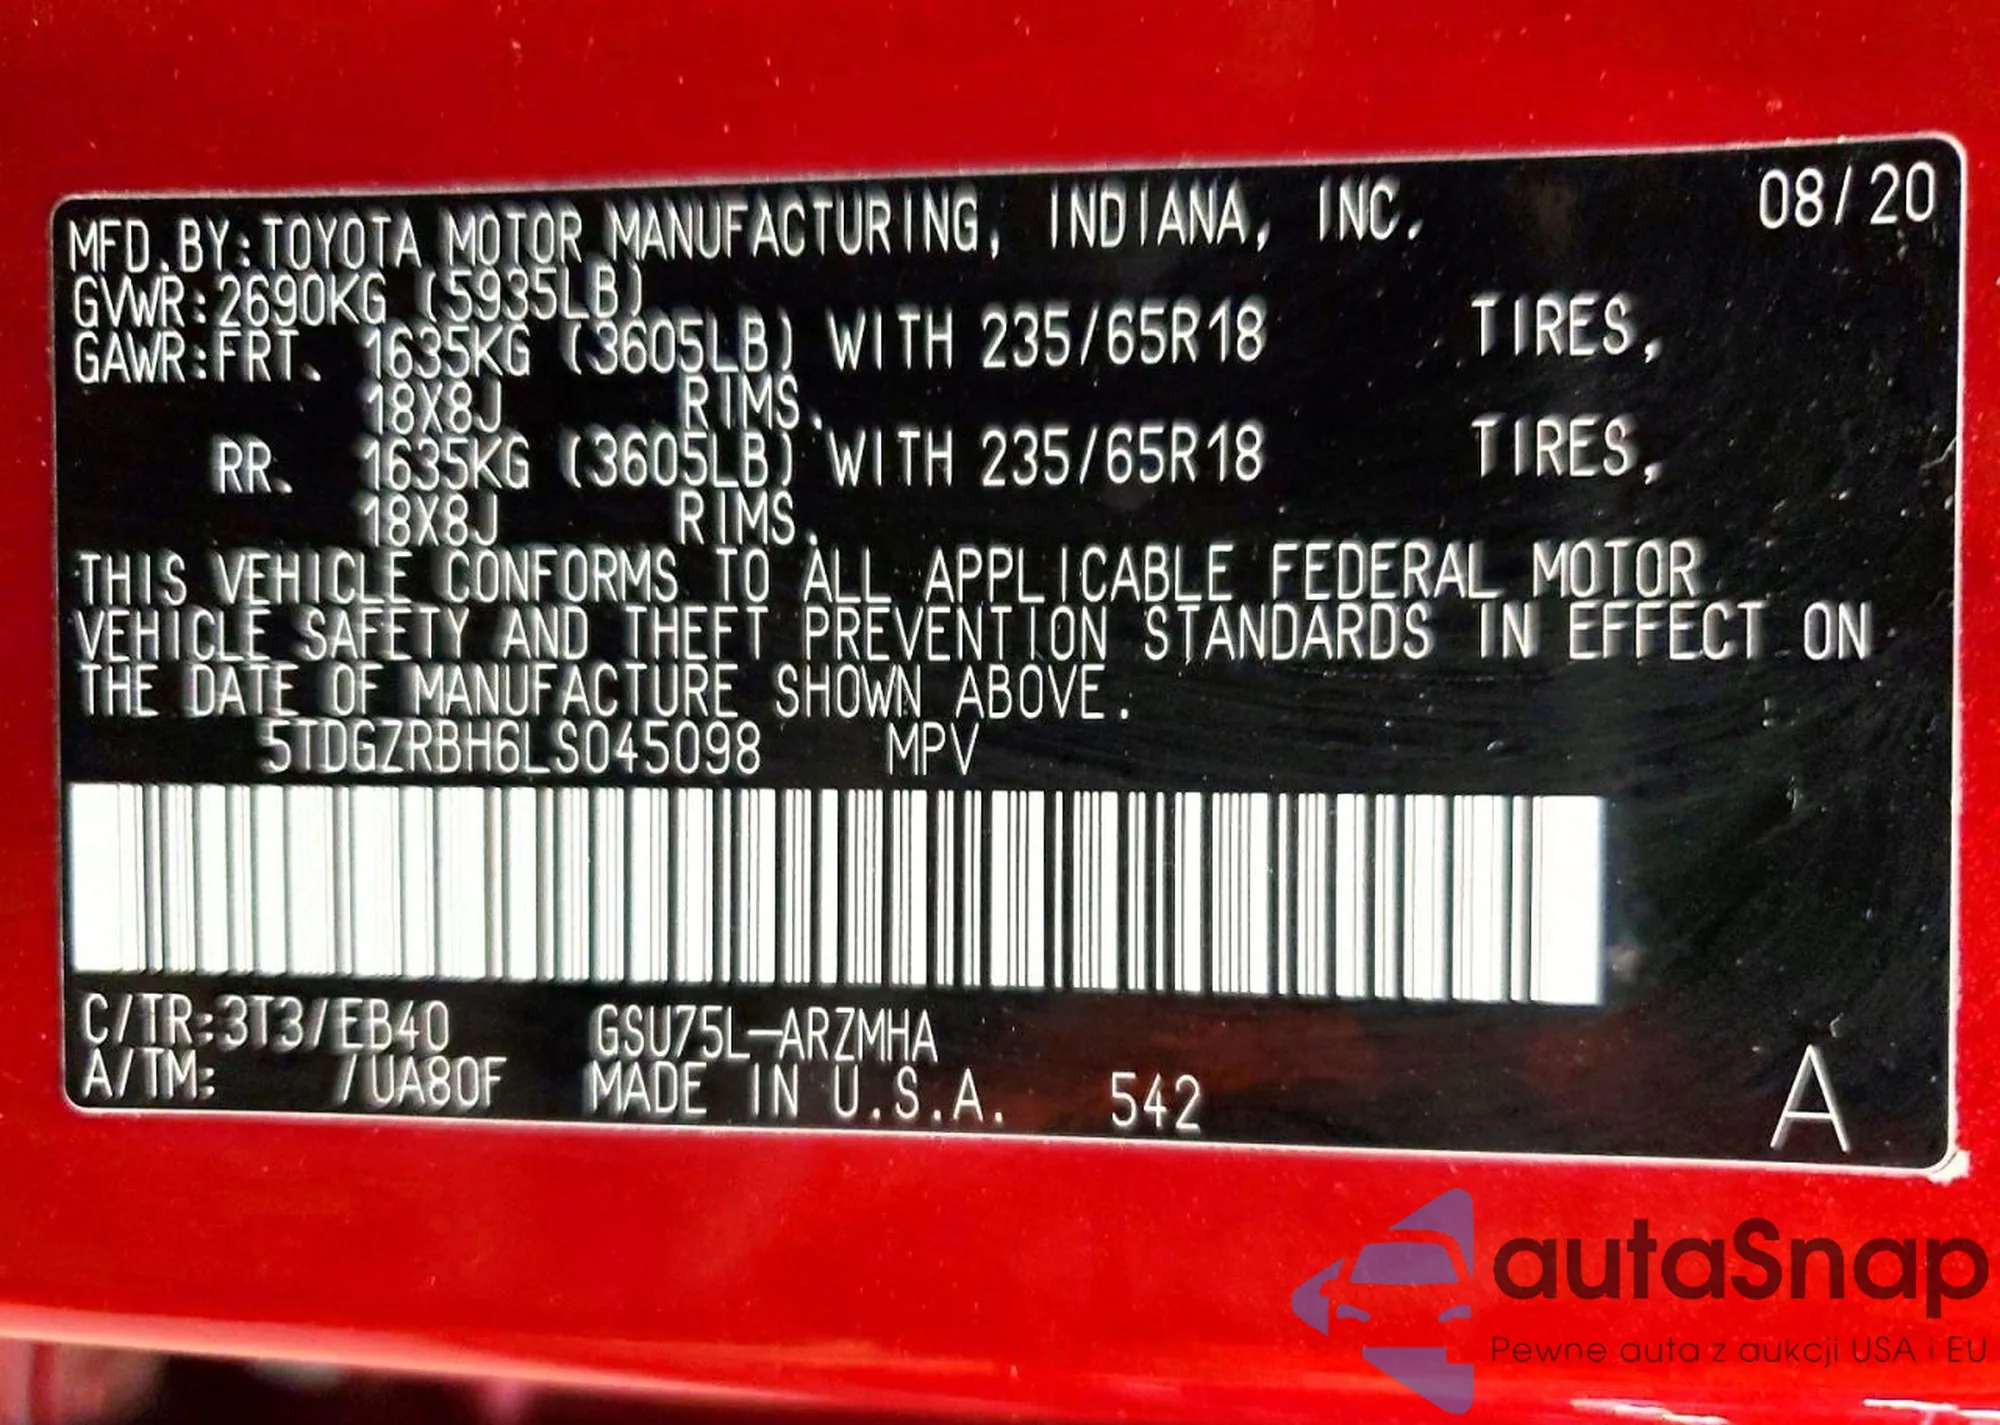 08/20
MFD.BY:TOYOTA MOTOR MANUFACTURING, INDIANA, INC.
GVWR:2690KG (5935LB)
GAWR:FRT. 1635KG (3605LB) WITH 235/65R18 TIRES,
18X8J RIMS.
RR. 1635KG (3605LB) WITH 235/65R18 TIRES,
18X8J RIMS.
THIS VEHICLE CONFORMS TO ALL APPLICABLE FEDERAL MOTOR
VEHICLE SAFETY AND THEFT PREVENTION STANDARDS IN EFFECT ON
THE DATE OF MANUFACTURE SHOWN ABOVE.
5TDGZRBH6LS045098 MPV
C/TR:3T3/EB40 GSU75L-ARZMHA
A/TM: /UA80F MADE IN U.S.A. 542 A
autaSnap
Pewne auta z aukcji USA i EU